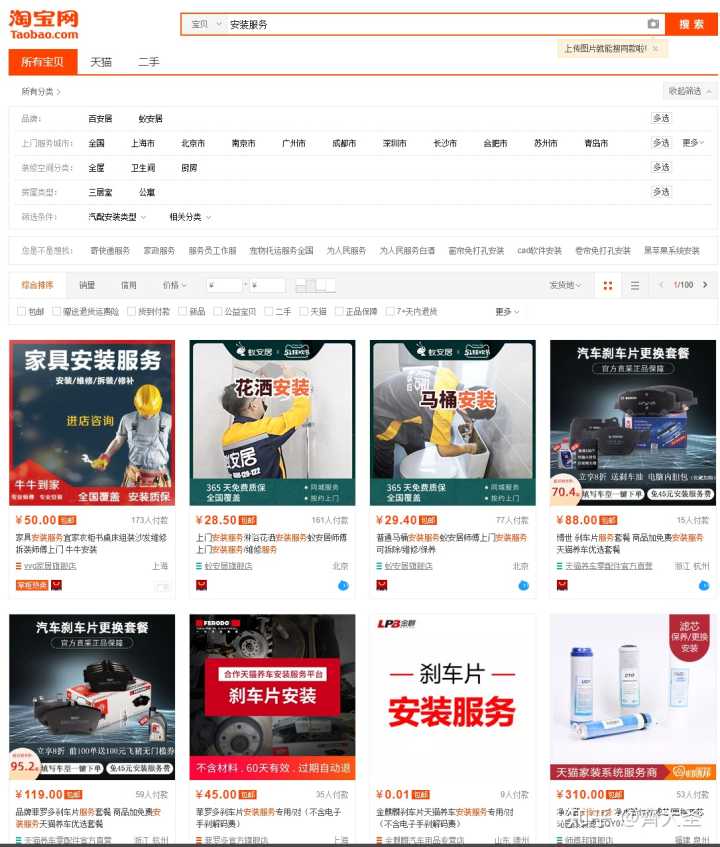 淘宝网
Taobao.com
宝贝 安装服务 搜索
上传图片就能搜同款啦! ×
所有宝贝 天猫 二手
所有分类 > 收起筛选
品牌: 百安居 蚁安居 多选
上门服务城市: 全国 上海市 北京市 南京市 广州市 成都市 深圳市 长沙市 合肥市 苏州市 青岛市 多选 更多
装修空间分类: 全屋 卫生间 厨房 多选
房屋类型: 三居室 公寓 多选
筛选条件: 汽配安装类型 相关分类
您是不是想找: 寄快递服务 家政服务 服务员工作服 宠物托运服务全国 为人民服务 为人民服务白酒 窗帘免打孔安装 cad软件安装 卷帘免打孔安装 黑苹果系统安装
综合排序 销量 信用 价格 ¥ - ¥ 发货地 < 1/100 >
包邮 赠送退货运费险 货到付款 新品 公益宝贝 二手 天猫 正品保障 7+天内退货 更多
家具安装服务
安装/维修/拆装/修补
进店咨询
牛牛到家
全国覆盖 安装质保
蚁安居
花洒安装
365 天免费质保
全国覆盖
同城服务
预约上门
蚁安居
马桶安装
365 天免费质保
全国覆盖
同城服务
预约上门
汽车刹车片更换套餐
官方直采正品保障
立享8折 送刹车油 电脑内胆包
70.4
填写车型一键下单 免45元安装服务费
¥50.00 包邮 173人付款
家具安装服务宜家衣柜书桌床组装沙发维修
拆装师傅上门 牛牛安装
vvg家居旗舰店 上海
掌柜热卖
¥28.50 包邮 161人付款
上门安装服务淋浴花洒安装服务蚁安居师傅
上门安装服务/维修服务
蚁安居旗舰店 北京
¥29.40 包邮 77人付款
普通马桶安装服务蚁安居师傅上门安装服务
可拆除/维修/保养
蚁安居旗舰店 北京
¥88.00 包邮 15人付款
博世 刹车片服务套餐 商品加免费安装服务
天猫养车优选套餐
天猫养车零配件官方直营 浙江 杭州
汽车刹车片更换套餐
官方直采正品保障
立享8折 前100单送100元飞猪无门槛券
95.2
填写车型一键下单 免45元安装服务费
FERODO
合作天猫养车安装服务平台
刹车片安装
不含材料.60天有效.过期自动退
LPB金麒
刹车片
安装服务
滤芯
保养/更换
安装
天猫家装系统服务商
¥119.00 包邮 59人付款
品牌菲罗多刹车片服务套餐 商品加免费安
装服务天猫养车优选套餐
天猫养车零配件官方直营 浙江 杭州
¥45.00 包邮 35人付款
菲罗多刹车片安装服务专用/对（不含电子
手刹解码费）
菲罗多官方旗舰店 上海
¥0.01 包邮 9人付款
金麒麟刹车片天猫养车安装服务专用/对
（不含电子手刹解码费）
金麒麟汽车用品专营店 山东 德州
¥310.00 包邮 53人付款
师傅邦旗舰店 福建 泉州